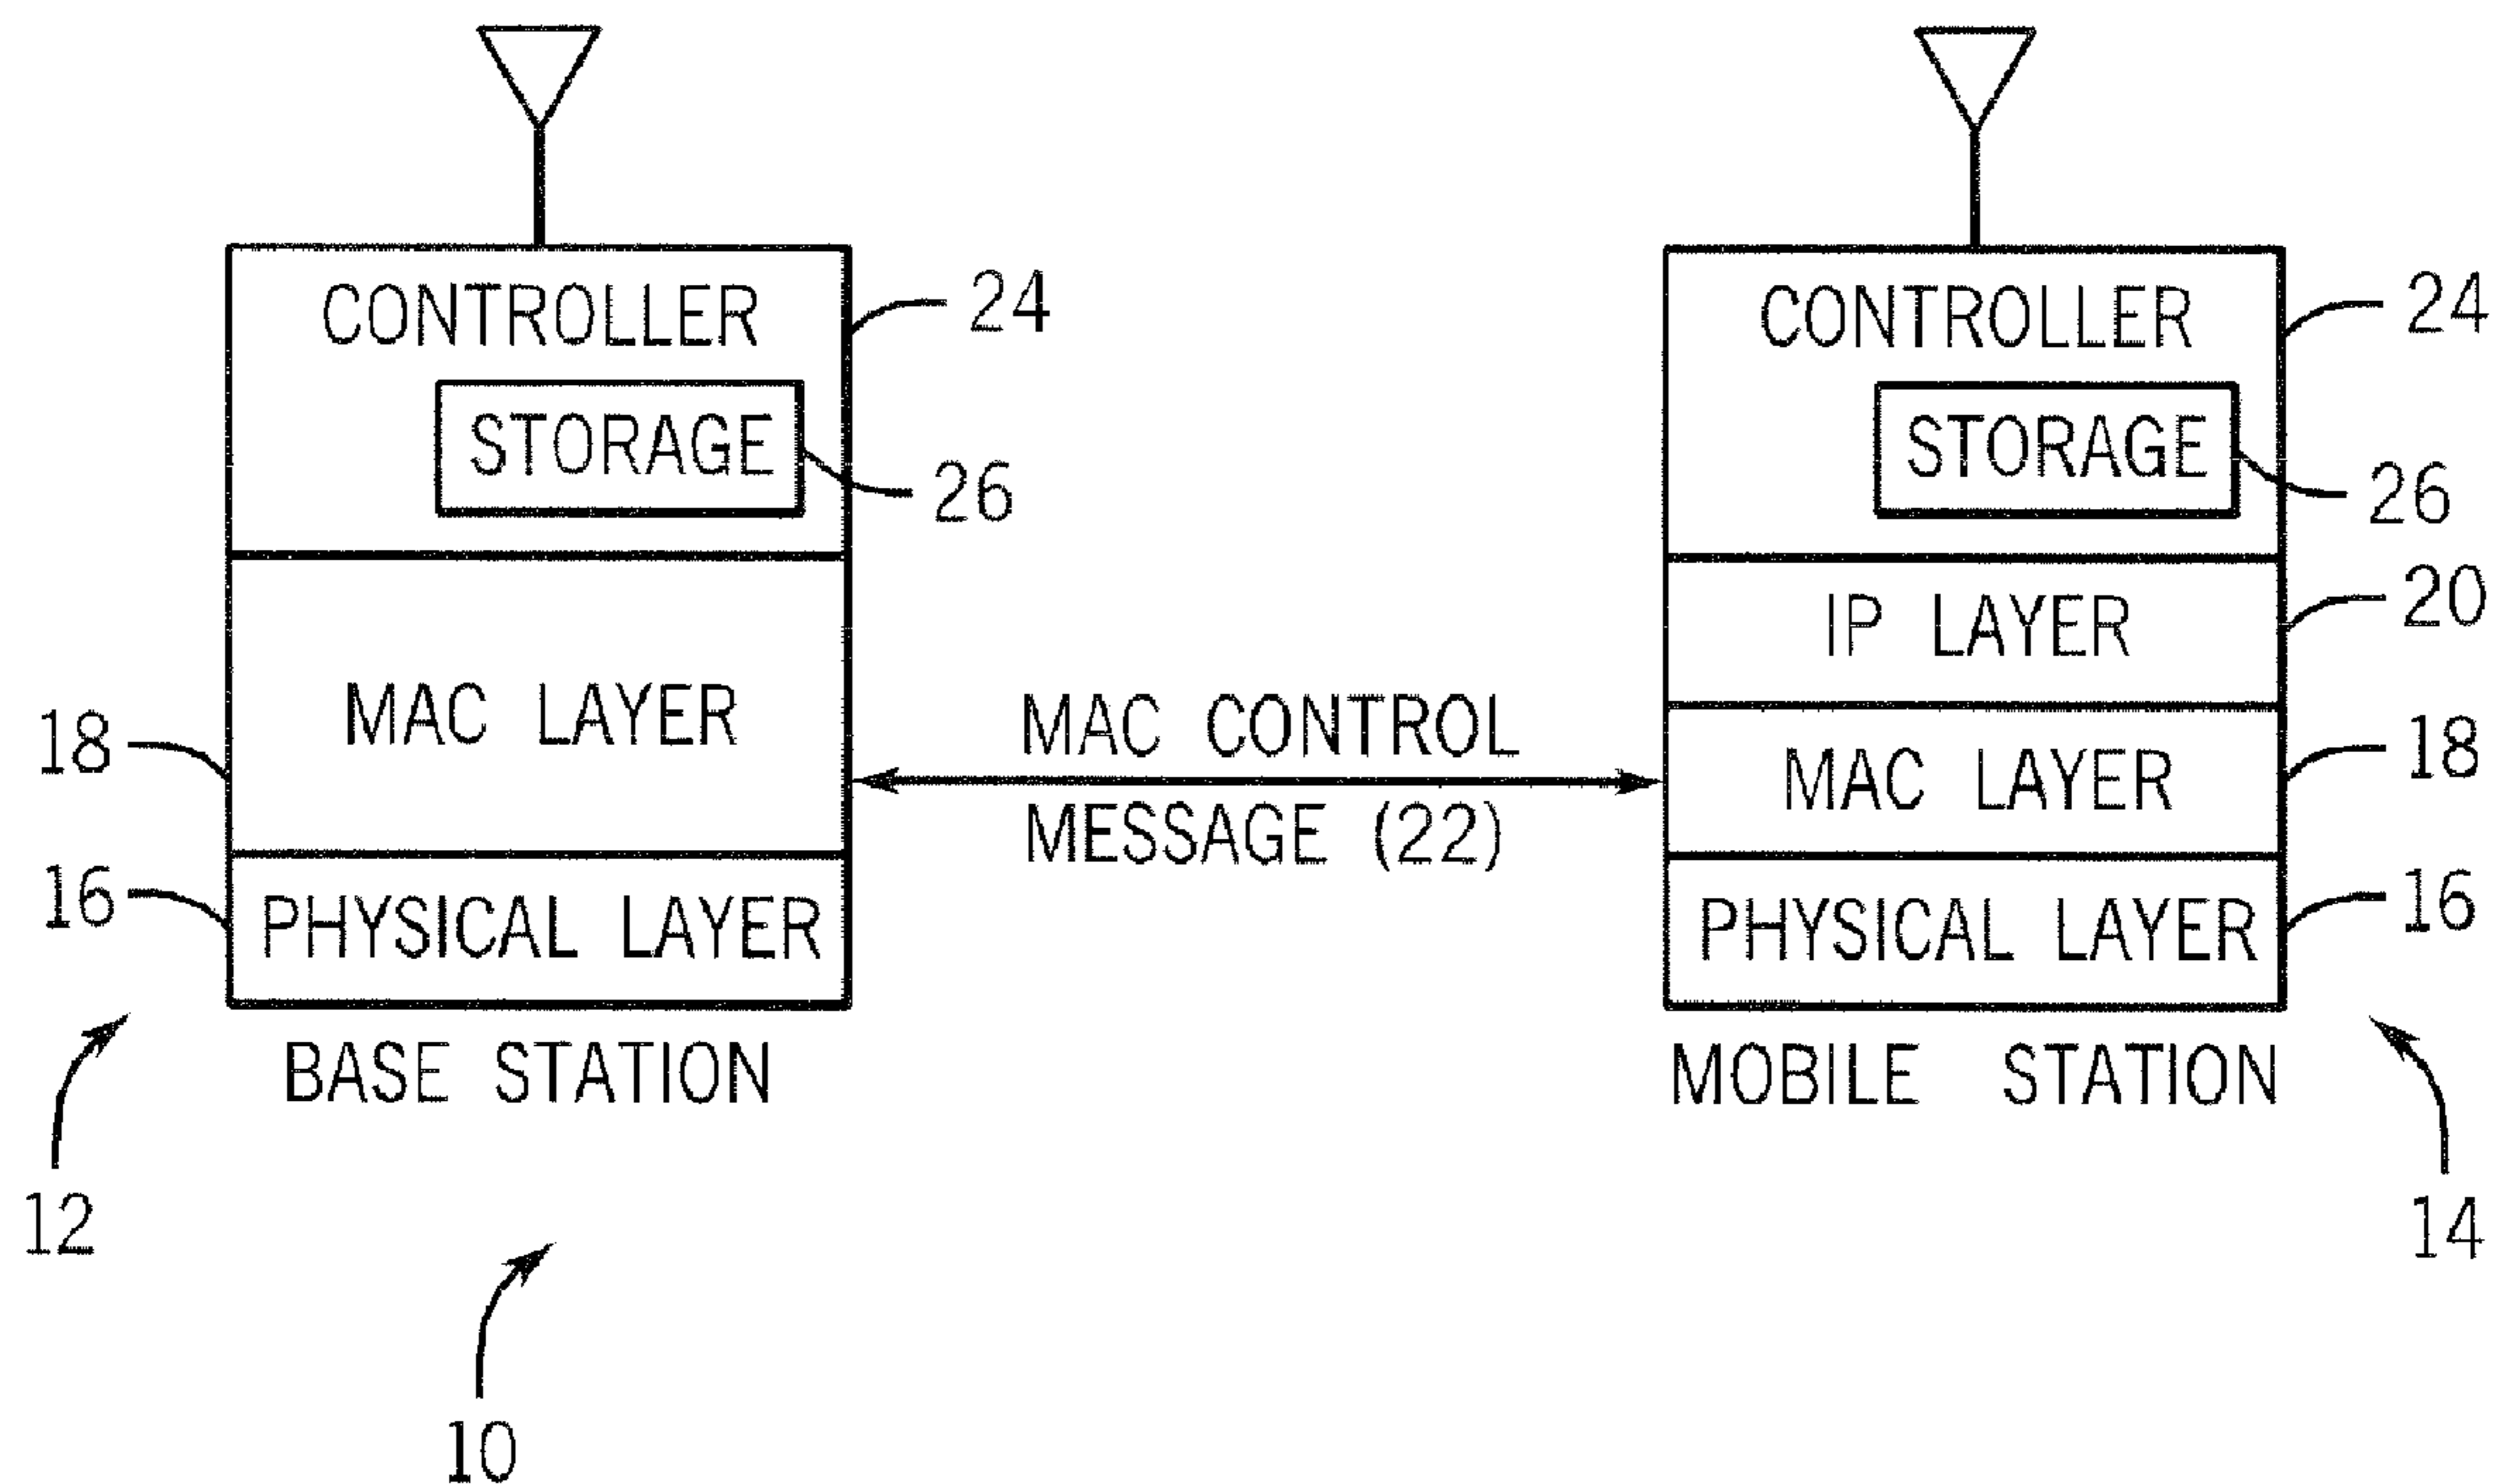 CONTROLLER
24
STORAGE
26
MAC LAYER
18
PHYSICAL LAYER
16
BASE STATION
12
10
MAC CONTROL
MESSAGE (22)
CONTROLLER
24
STORAGE
26
IP LAYER
20
MAC LAYER
18
PHYSICAL LAYER
16
MOBILE STATION
14